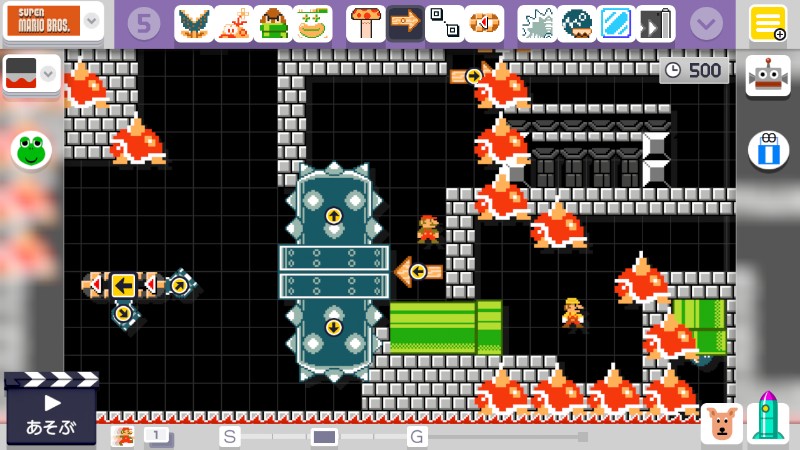 SUPER
MARIO BROS.
5
500
あそぶ
1
S
G